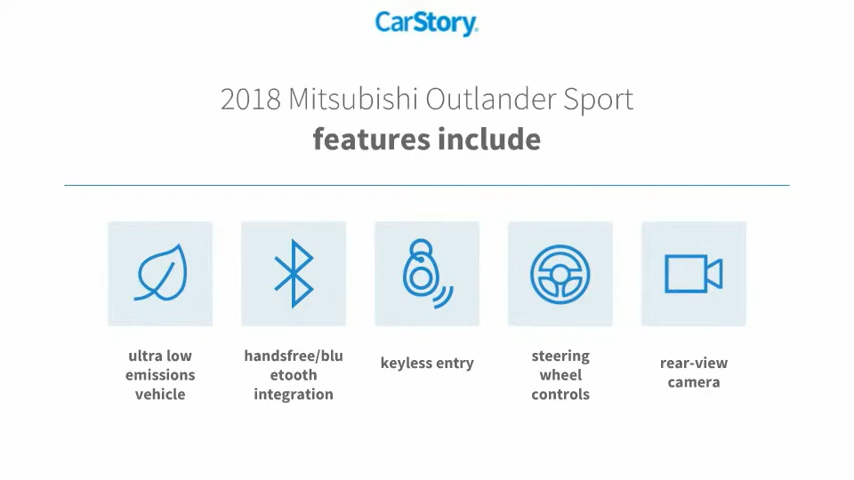 CarStory
2018 Mitsubishi Outlander Sport
features include
ultra low
emissions
vehicle
handsfree/blu
etooth
integration
keyless entry
steering
wheel
controls
rear-view
camera